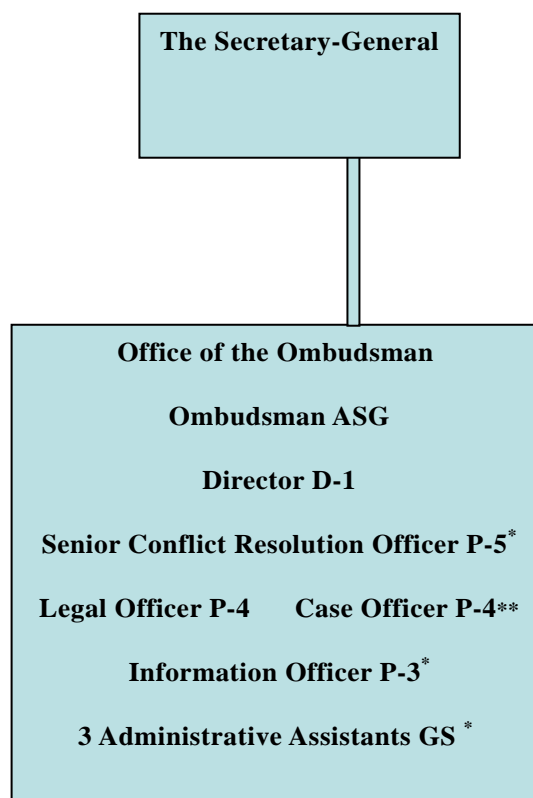 The Secretary-General
Office of the Ombudsman
Ombudsman ASG
Director D-1
Senior Conflict Resolution Officer P-5*
Legal Officer P-4 Case Officer P-4**
Information Officer P-3*
3 Administrative Assistants GS *